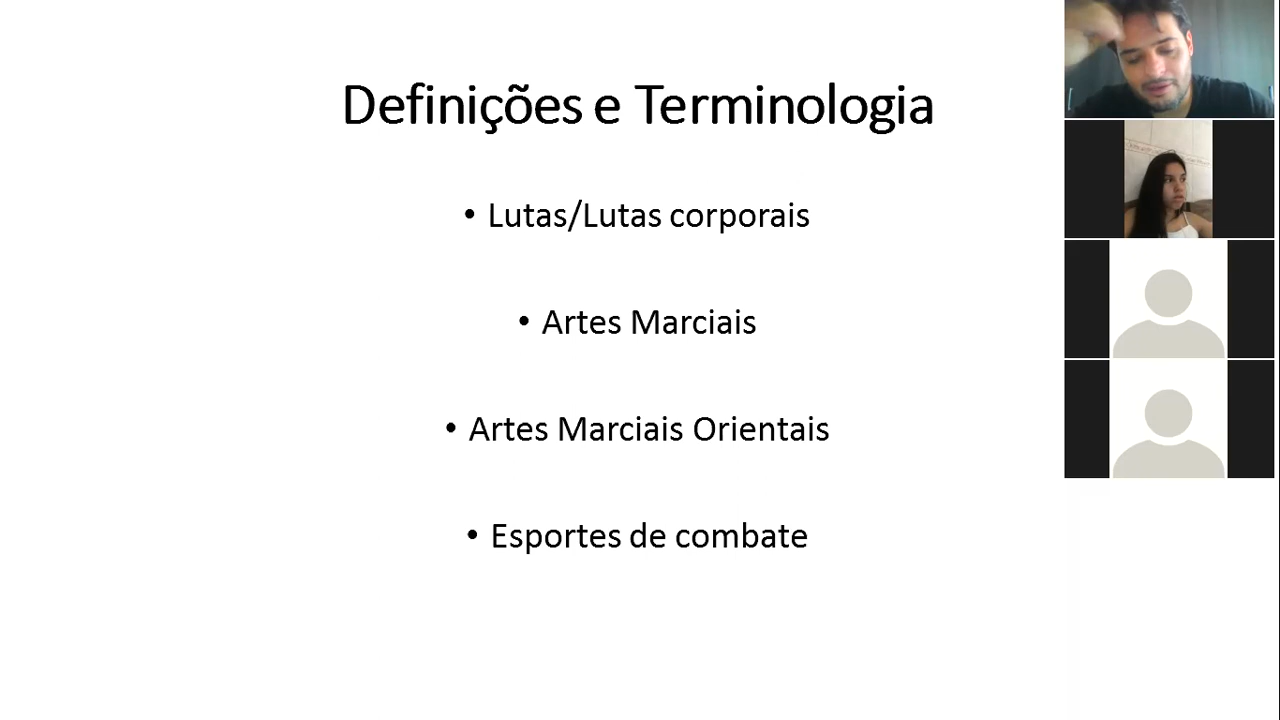 Definições e Terminologia
• Lutas/Lutas corporais
• Artes Marciais
• Artes Marciais Orientais
• Esportes de combate